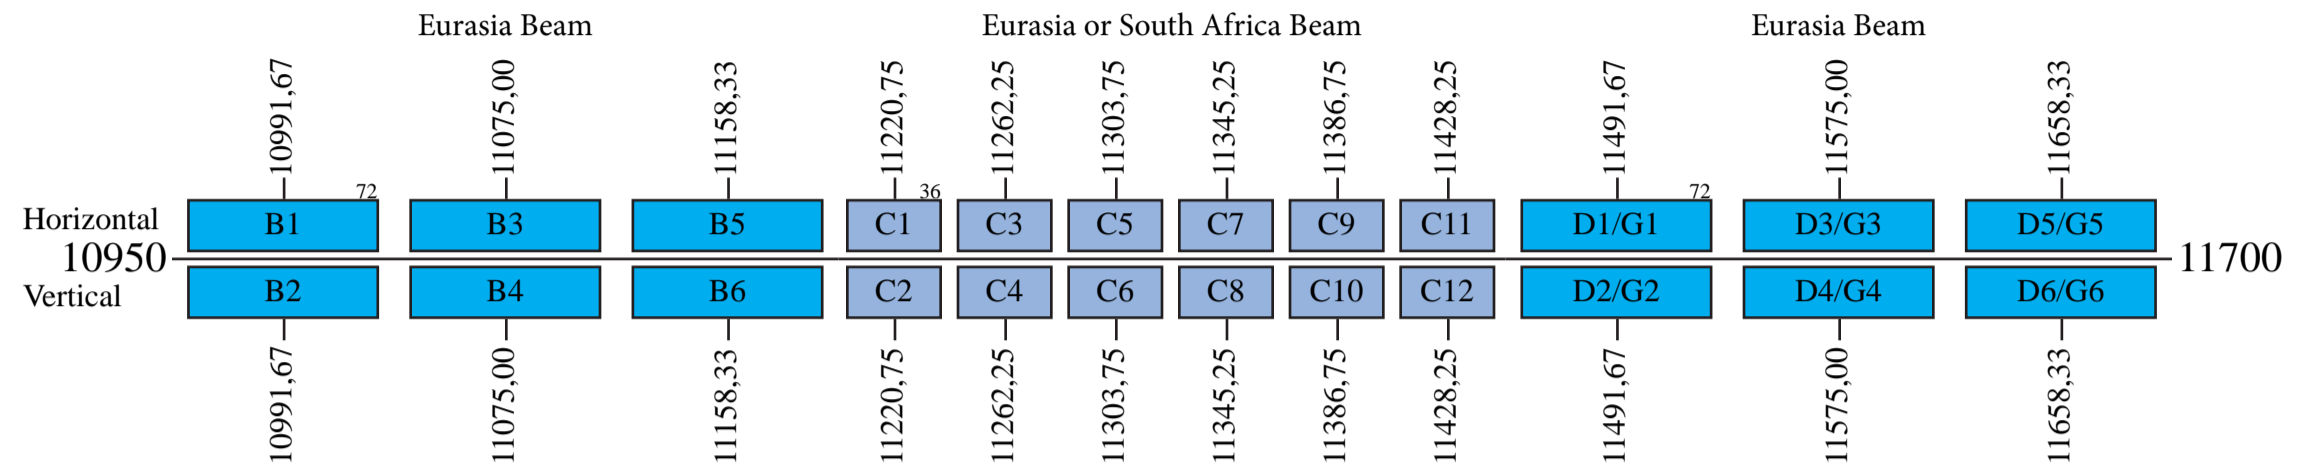 Eurasia Beam Eurasia or South Africa Beam Eurasia Beam
10991,67 11075,00 11158,33 11220,75 11262,25 11303,75 11345,25 11386,75 11428,25 11491,67 11575,00 11658,33
72 36 72
Horizontal B1 B3 B5 C1 C3 C5 C7 C9 C11 D1/G1 D3/G3 D5/G5
10950 11700
Vertical B2 B4 B6 C2 C4 C6 C8 C10 C12 D2/G2 D4/G4 D6/G6
10991,67 11075,00 11158,33 11220,75 11262,25 11303,75 11345,25 11386,75 11428,25 11491,67 11575,00 11658,33